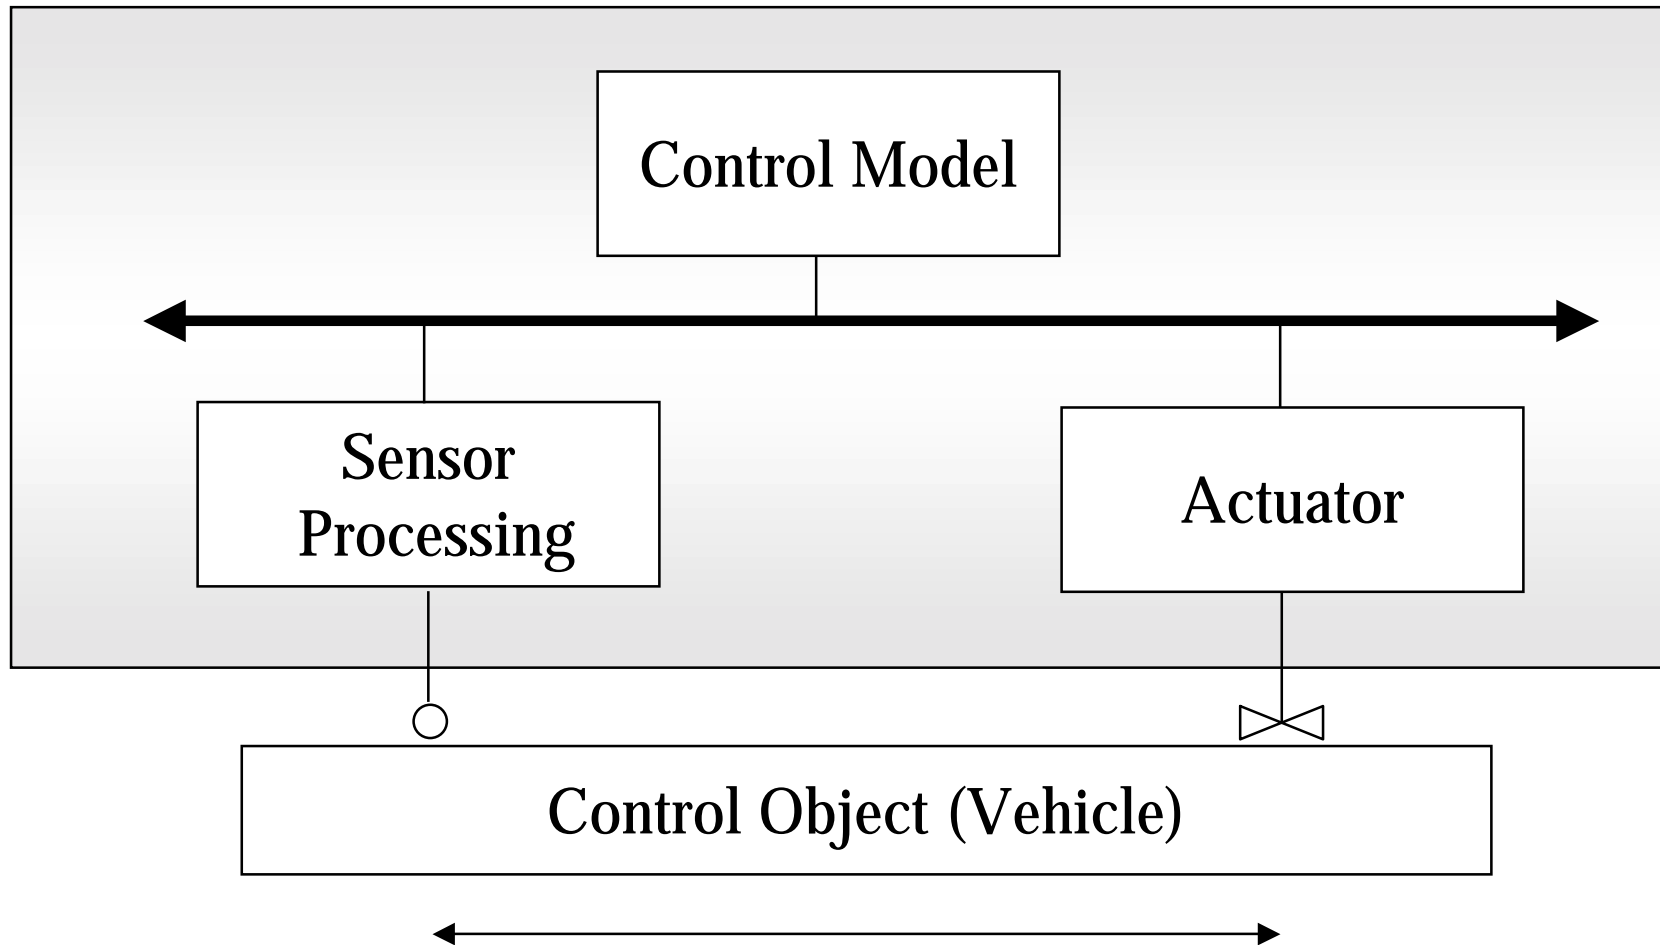 Control Model
Sensor
Processing
Actuator
Control Object (Vehicle)